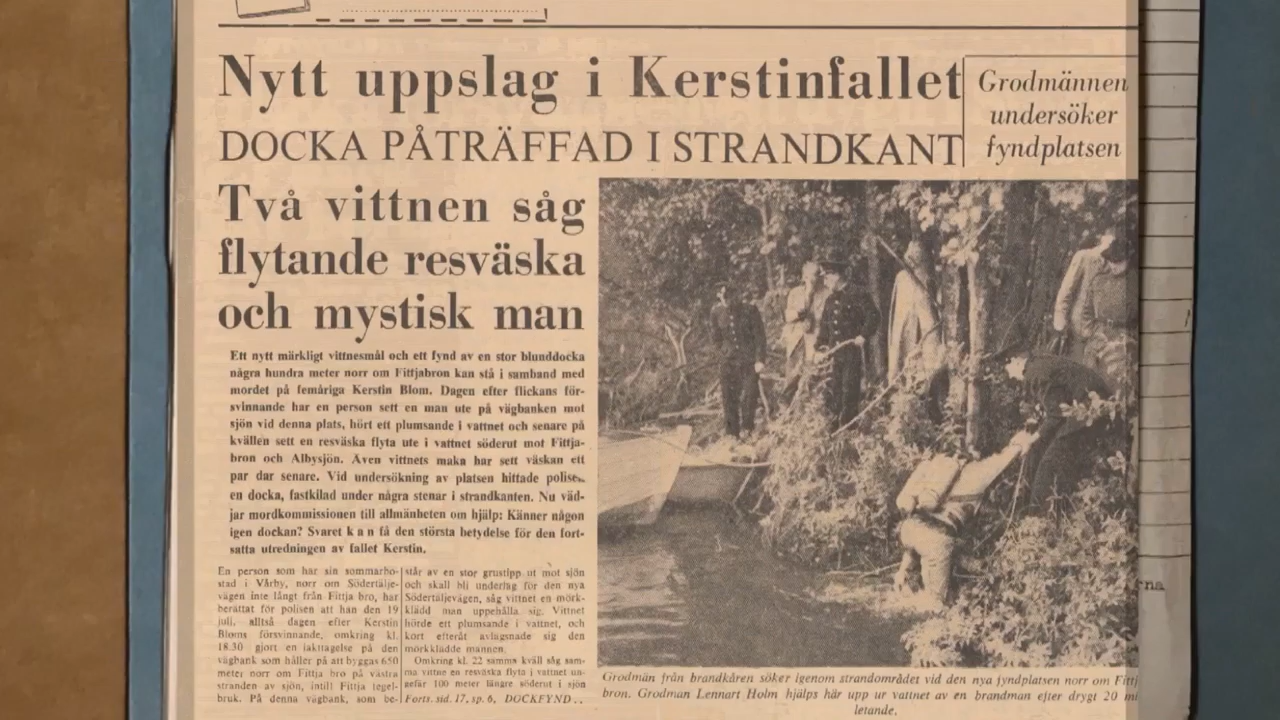 Nytt uppslag i Kerstinfallet
DOCKA PÅTRÄFFAD I STRANDKANT
Grodmännen
undersöker
fyndplatsen
Två vittnen såg
flytande resväska
och mystisk man
Ett nytt märkligt vittnesmål och ett fynd av en stor blunddocka
några hundra meter norr om Fittjabron kan stå i samband med
mordet på femåriga Kerstin Blom. Dagen efter flickans för-
svinnande har en person sett en man ute på vägbanken mot
sjön vid denna plats, hört ett plumsande i vattnet och senare på
kvällen sett en resväska flyta ute i vattnet söderut mot Fittja-
bron och Albysjön. Även vittnets maka har sett väskan ett
par dar senare. Vid undersökning av platsen hittade polisen
en docka, fastkilad under några stenar i strandkanten. Nu väd-
jar mordkommissionen till allmänheten om hjälp: Känner någon
igen dockan? Svaret kan få den största betydelse för den fort-
satta utredningen av fallet Kerstin.
En person som har sin sommarbo-
stad i Vårby, norr om Södertälje-
vägen inte långt från Fittja bro, har
berättat för polisen att han den 19
juli, alltså dagen efter Kerstin
Bloms försvinnande, omkring kl.
18.30 gjort en iakttagelse på den
vägbank som håller på att byggas 650
meter norr om Fittja bro på västra
stranden av sjön, intill Fittja tegel-
bruk. På denna vägbank, som be-
står av en stor grustipp ut mot sjön
och skall bli underlag för den nya
Södertäljevägen, såg vittnet en mörk-
klädd man uppehålla sig. Vittnet
hörde ett plumsande i vattnet, och
kort efteråt avlägsnade sig den
mörkklädde mannen.
Omkring kl. 22 samma kväll såg sam-
ma vittne en resväska flyta i vattnet un-
gefär 100 meter längre söderut i sjön
Forts. sid. 17, sp. 6, DOCKFYND..
Grodmän från brandkåren söker igenom strandområdet vid den nya fyndplatsen norr om Fittj
bron. Grodman Lennart Holm hjälps här upp ur vattnet av en brandman efter drygt 20 mi
letande.
na